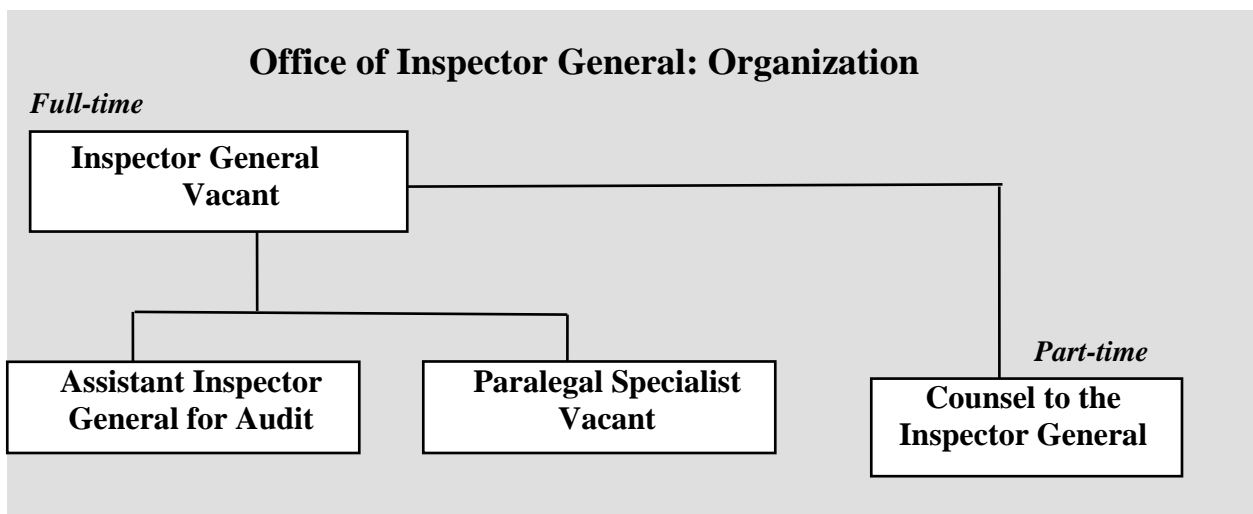 Office of Inspector General: Organization
Full-time
Inspector General
Vacant
Assistant Inspector
General for Audit
Paralegal Specialist
Vacant
Part-time
Counsel to the
Inspector General